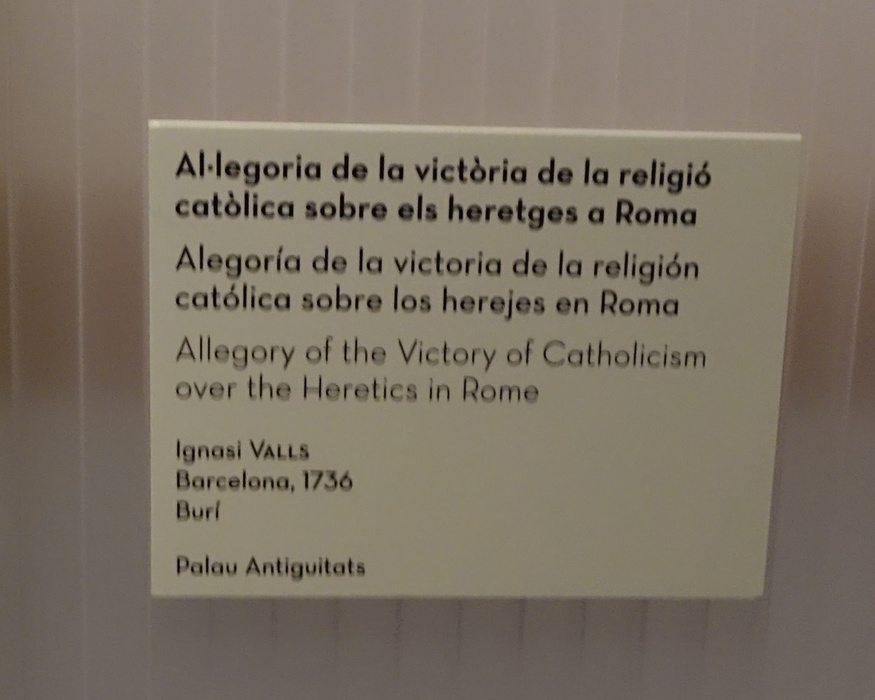 Al·legoria de la victòria de la religió
catòlica sobre els heretges a Roma
Alegoría de la victoria de la religión
católica sobre los herejes en Roma
Allegory of the Victory of Catholicism
over the Heretics in Rome
Ignasi VALLS
Barcelona, 1736
Burí
Palau Antiguitats